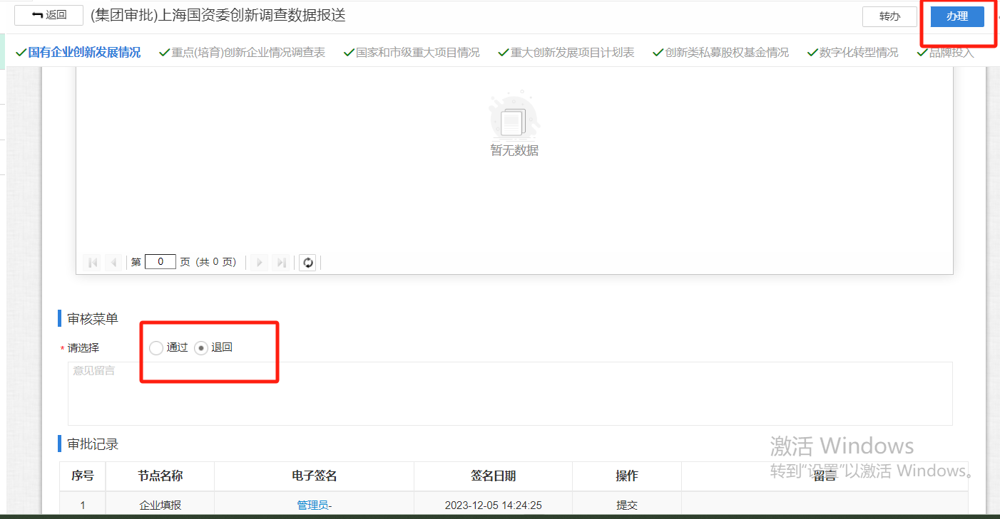 返回 (集团审批)上海国资委创新调查数据报送 转办 办理
国有企业创新发展情况 重点(培育)创新企业情况调查表 国家和市级重大项目情况 重大创新发展项目计划表 创新类私募股权基金情况 数字化转型情况 品牌投入
暂无数据
第 0 页 (共 0 页)
审核菜单
* 请选择 通过 退回
意见留言
审批记录
激活 Windows
转到“设置”以激活 Windows。
序号 节点名称 电子签名 签名日期 操作 留言
1 企业填报 管理员- 2023-12-05 14:24:25 提交